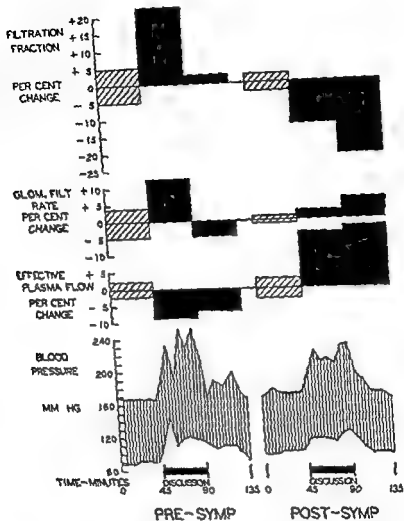 FILTRATION
FRACTION
PER CENT
CHANGE
+20
+15
+10
+5
0
-5
-10
-15
-20
-25
GLOM. FILT
RATE
PER CENT
CHANGE
+10
+5
0
-5
-10
EFFECTIVE
PLASMA FLOW
PER CENT
CHANGE
+5
0
-5
-10
BLOOD
PRESSURE
MM HG
240
200
160
120
80
TIME-MINUTES
0 45 90 135 0 45 90 135
DISCUSSION DISCUSSION
PRE-SYMP POST-SYMP